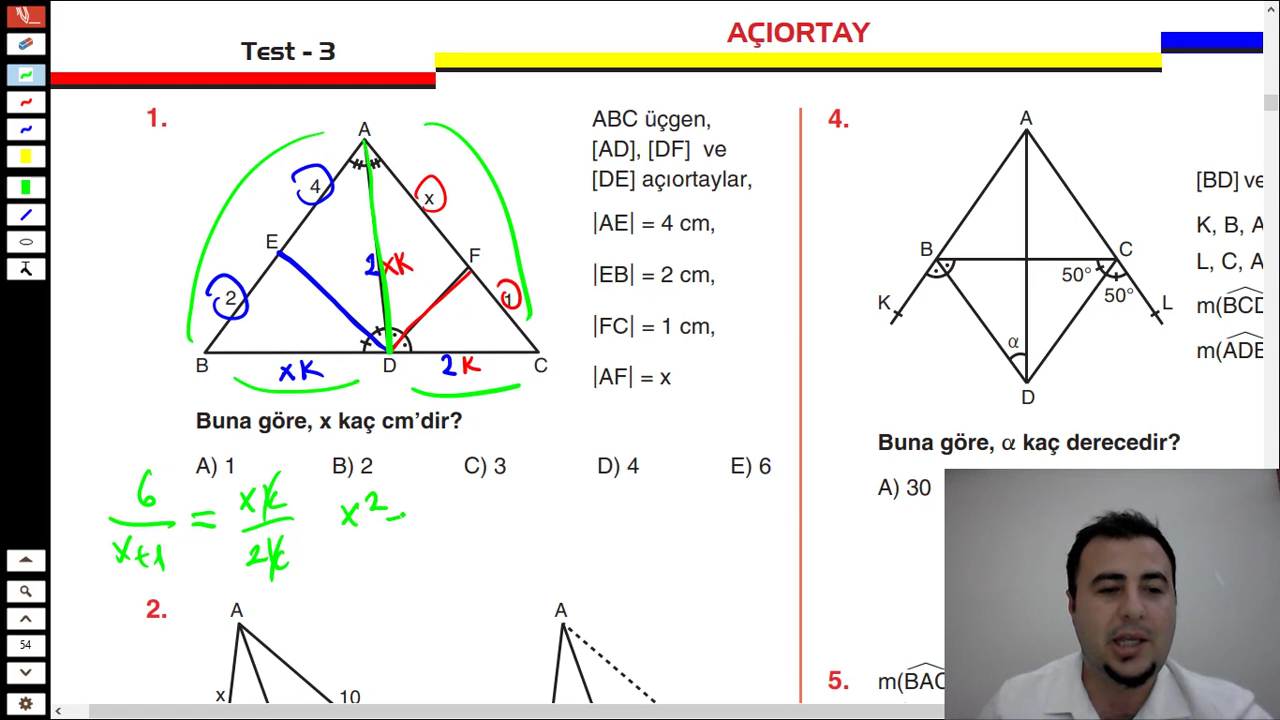 Test - 3
AÇIORTAY
1.
A
4
x
E
F
2xK
2
1
B
D
C
xK
2K
ABC üçgen,
[AD], [DF] ve
[DE] açıortaylar,
|AE| = 4 cm,
|EB| = 2 cm,
|FC| = 1 cm,
|AF| = x
Buna göre, x kaç cm'dir?
A) 1 B) 2 C) 3 D) 4 E) 6
6/x+1 = xk/2k x² -
2.
A
x
10
A
4.
A
B
C
50°
50°
K
L
α
D
[BD] ve
K, B, A
L, C, A
m(BCD
m(ADB
Buna göre, α kaç derecedir?
A) 30
5. m(BAC
54